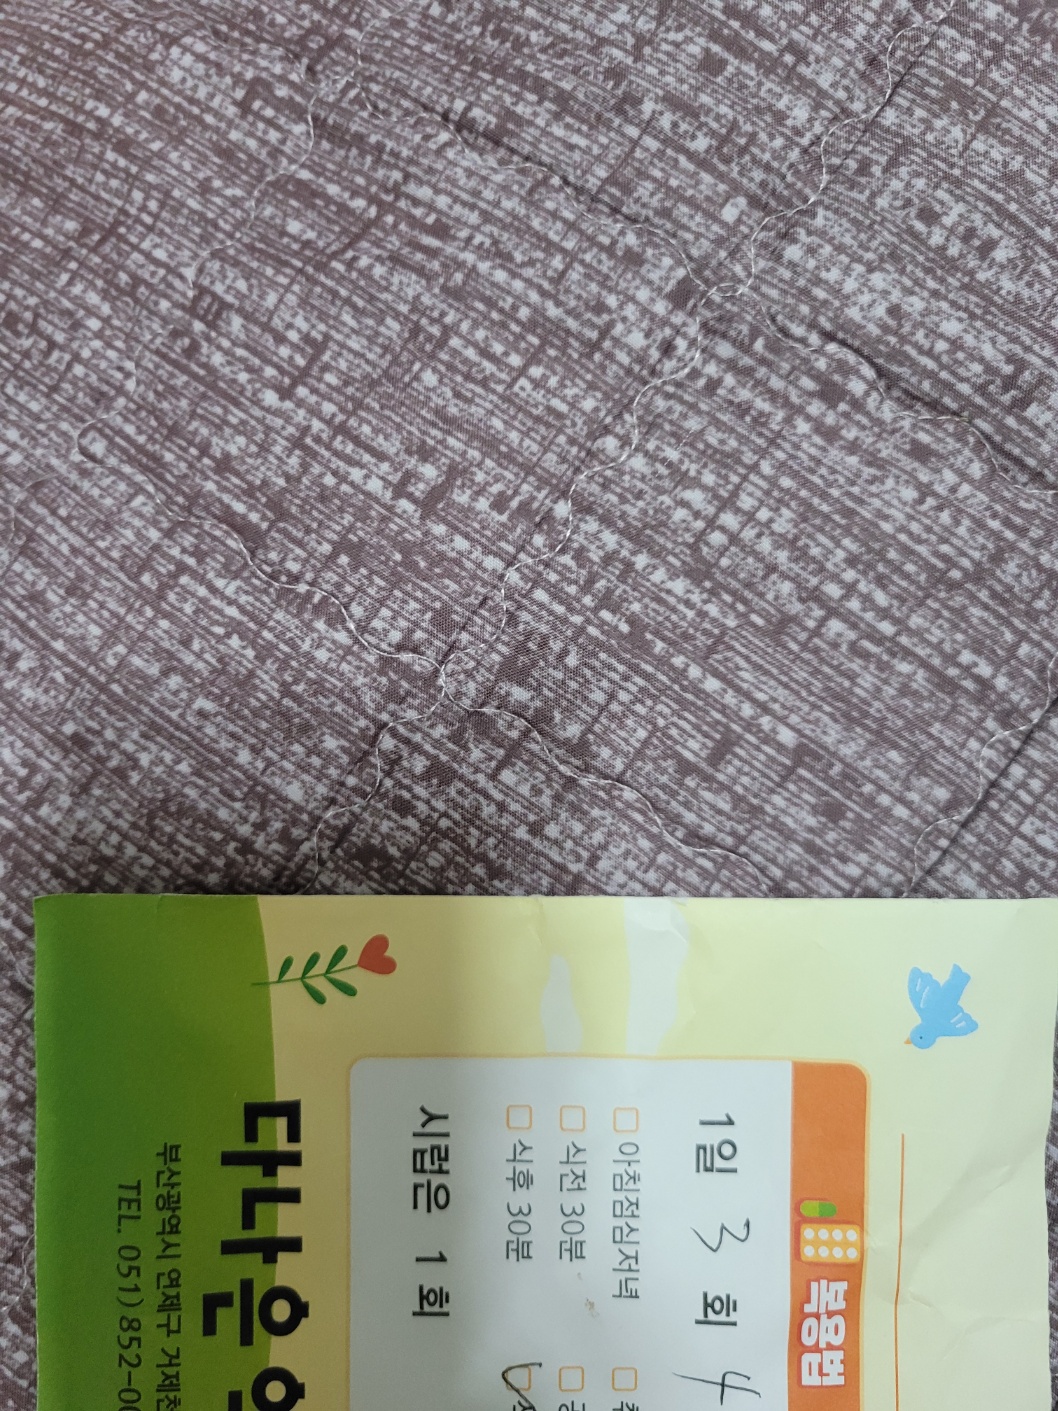 복용법
1일 3 회 4
아침점심저녁
식전 30분
식후 30분
시럽은 1 회
다나은
부산광역시 연제구 거제천
TEL. 051)852-0